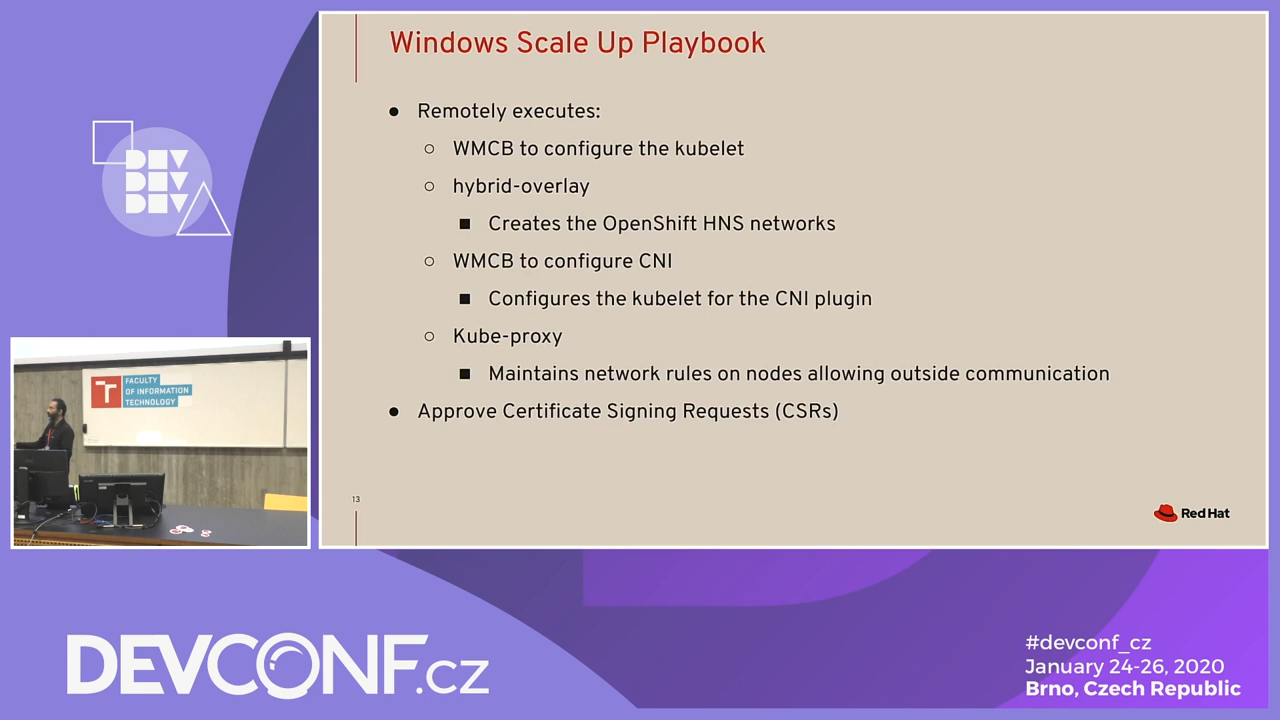 Windows Scale Up Playbook
● Remotely executes:
○ WMCB to configure the kubelet
○ hybrid-overlay
■ Creates the OpenShift HNS networks
○ WMCB to configure CNI
■ Configures the kubelet for the CNI plugin
○ Kube-proxy
■ Maintains network rules on nodes allowing outside communication
● Approve Certificate Signing Requests (CSRs)
13
Red Hat
DEV
DEV
DEV
FACULTY
OF INFORMATION
TECHNOLOGY
DEVCONF.cz
#devconf_cz
January 24-26, 2020
Brno, Czech Republic